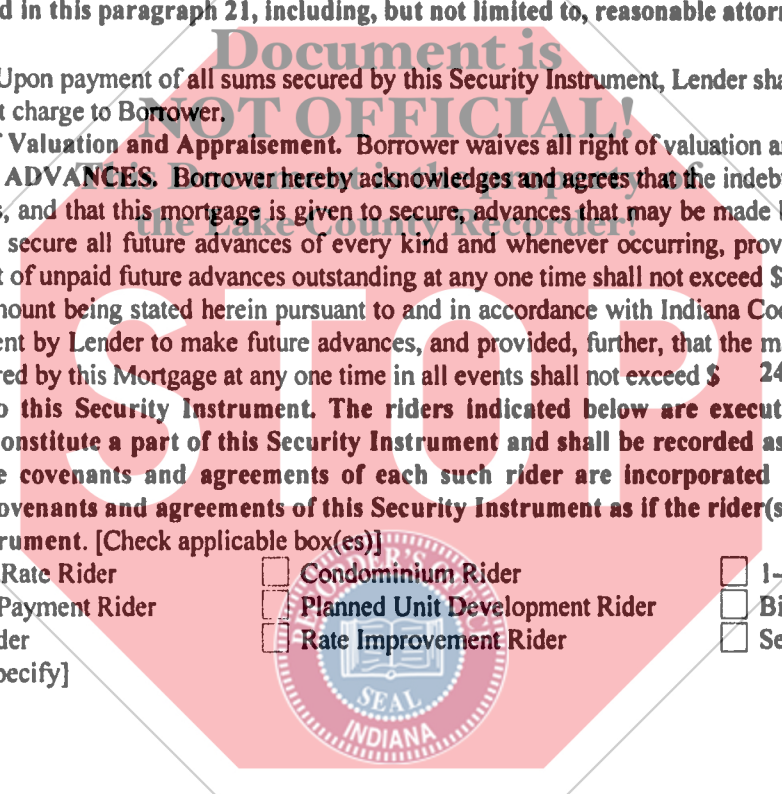 d in this paragraph 21, including, but not limited to, reasonable attorn
Document is
Upon payment of all sums secured by this Security Instrument, Lender sha
t charge to Borrower.
NOT OFFICIAL!
f Valuation and Appraisement. Borrower waives all right of valuation a
ADVANCES. Borrower hereby acknowledges and agrees that the indeb
This Document is the property of
s, and that this mortgage is given to secure, advances that may be made
the Lake County Recorder!
secure all future advances of every kind and whenever occurring, prov
t of unpaid future advances outstanding at any one time shall not exceed $
mount being stated herein pursuant to and in accordance with Indiana Co
ent by Lender to make future advances, and provided, further, that the m
red by this Mortgage at any one time in all events shall not exceed $ 24
STOP
o this Security Instrument. The riders indicated below are execut
onstitute a part of this Security Instrument and shall be recorded as
e covenants and agreements of each such rider are incorporated
ovenants and agreements of this Security Instrument as if the rider(s
rument. [Check applicable box(es)]
Rate Rider Condominium Rider 1-
Payment Rider Planned Unit Development Rider Bi
der Rate Improvement Rider Se
pecify]
RECORDER'S OFFICE
SEAL
INDIANA